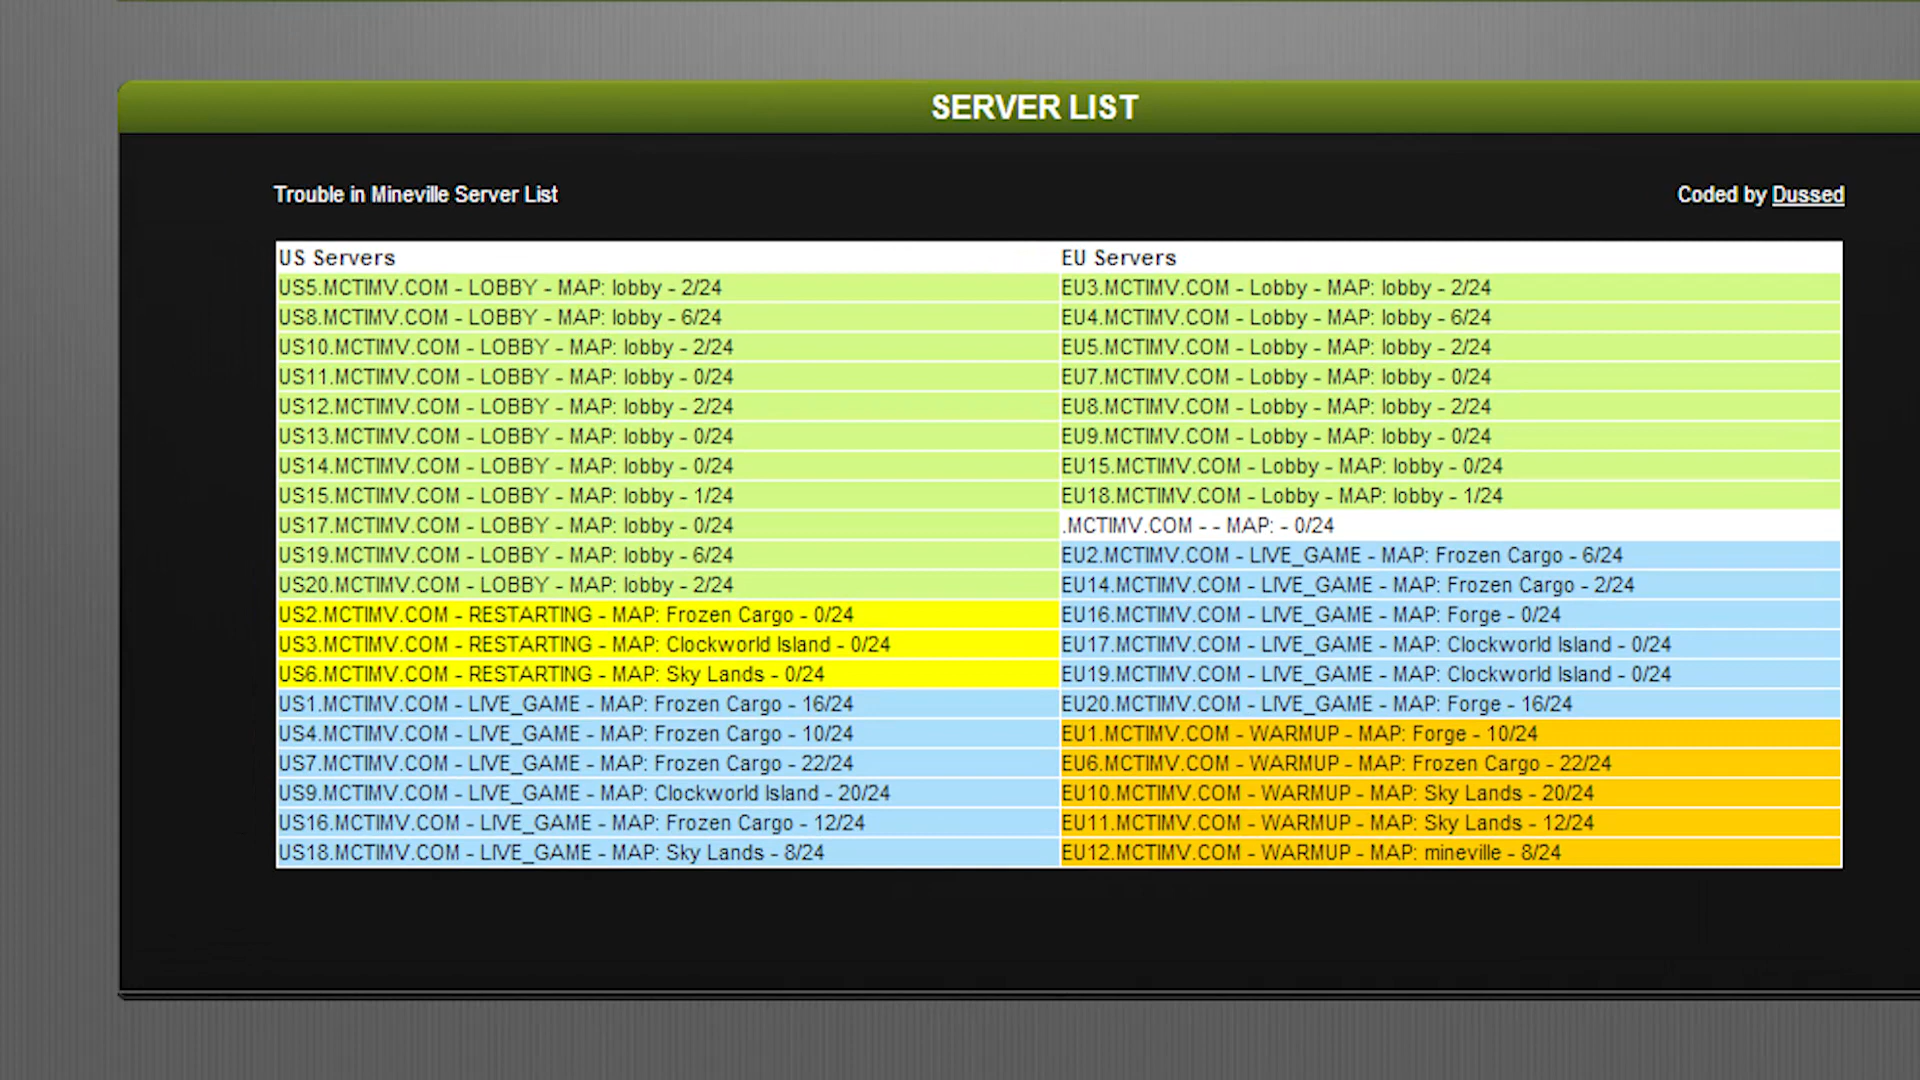 SERVER LIST
Trouble in Mineville Server List
Coded by Dussed
US Servers
EU Servers
US5.MCTIMV.COM - LOBBY - MAP: lobby - 2/24
EU3.MCTIMV.COM - Lobby - MAP: lobby - 2/24
US8.MCTIMV.COM - LOBBY - MAP: lobby - 6/24
EU4.MCTIMV.COM - Lobby - MAP: lobby - 6/24
US10.MCTIMV.COM - LOBBY - MAP: lobby - 2/24
EU5.MCTIMV.COM - Lobby - MAP: lobby - 2/24
US11.MCTIMV.COM - LOBBY - MAP: lobby - 0/24
EU7.MCTIMV.COM - Lobby - MAP: lobby - 0/24
US12.MCTIMV.COM - LOBBY - MAP: lobby - 2/24
EU8.MCTIMV.COM - Lobby - MAP: lobby - 2/24
US13.MCTIMV.COM - LOBBY - MAP: lobby - 0/24
EU9.MCTIMV.COM - Lobby - MAP: lobby - 0/24
US14.MCTIMV.COM - LOBBY - MAP: lobby - 0/24
EU15.MCTIMV.COM - Lobby - MAP: lobby - 0/24
US15.MCTIMV.COM - LOBBY - MAP: lobby - 1/24
EU18.MCTIMV.COM - Lobby - MAP: lobby - 1/24
US17.MCTIMV.COM - LOBBY - MAP: lobby - 0/24
.MCTIMV.COM - - MAP: - 0/24
US19.MCTIMV.COM - LOBBY - MAP: lobby - 6/24
EU2.MCTIMV.COM - LIVE_GAME - MAP: Frozen Cargo - 6/24
US20.MCTIMV.COM - LOBBY - MAP: lobby - 2/24
EU14.MCTIMV.COM - LIVE_GAME - MAP: Frozen Cargo - 2/24
US2.MCTIMV.COM - RESTARTING - MAP: Frozen Cargo - 0/24
EU16.MCTIMV.COM - LIVE_GAME - MAP: Forge - 0/24
US3.MCTIMV.COM - RESTARTING - MAP: Clockworld Island - 0/24
EU17.MCTIMV.COM - LIVE_GAME - MAP: Clockworld Island - 0/24
US6.MCTIMV.COM - RESTARTING - MAP: Sky Lands - 0/24
EU19.MCTIMV.COM - LIVE_GAME - MAP: Clockworld Island - 0/24
US1.MCTIMV.COM - LIVE_GAME - MAP: Frozen Cargo - 16/24
EU20.MCTIMV.COM - LIVE_GAME - MAP: Forge - 16/24
US4.MCTIMV.COM - LIVE_GAME - MAP: Frozen Cargo - 10/24
EU1.MCTIMV.COM - WARMUP - MAP: Forge - 10/24
US7.MCTIMV.COM - LIVE_GAME - MAP: Frozen Cargo - 22/24
EU6.MCTIMV.COM - WARMUP - MAP: Frozen Cargo - 22/24
US9.MCTIMV.COM - LIVE_GAME - MAP: Clockworld Island - 20/24
EU10.MCTIMV.COM - WARMUP - MAP: Sky Lands - 20/24
US16.MCTIMV.COM - LIVE_GAME - MAP: Frozen Cargo - 12/24
EU11.MCTIMV.COM - WARMUP - MAP: Sky Lands - 12/24
US18.MCTIMV.COM - LIVE_GAME - MAP: Sky Lands - 8/24
EU12.MCTIMV.COM - WARMUP - MAP: mineville - 8/24